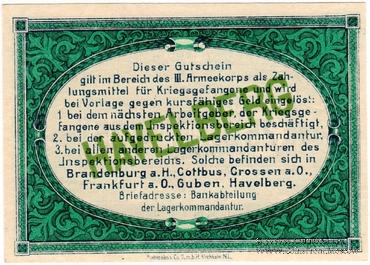 Dieser Gutschein
gilt im Bereich des III. Armeekorps als Zah-
lungsmittel für Kriegsgefangene und wird
bei Vorlage gegen kursfähiges Geld eingelöst:
1. bei dem nächsten Arbeitgeber, der Kriegsge-
fangene aus dem Inspektionsbereich beschäftigt,
2. bei der aufgedruckten Lagerkommandantur,
3. bei allen anderen Lagerkommandanturen des
Inspektionsbereichs. Solche befinden sich in
Brandenburg a.H., Cottbus, Crossen a.O.,
Frankfurt a.O., Guben, Havelberg.
Briefadresse: Bankabteilung
der Lagerkommandantur.
HAVELBERG